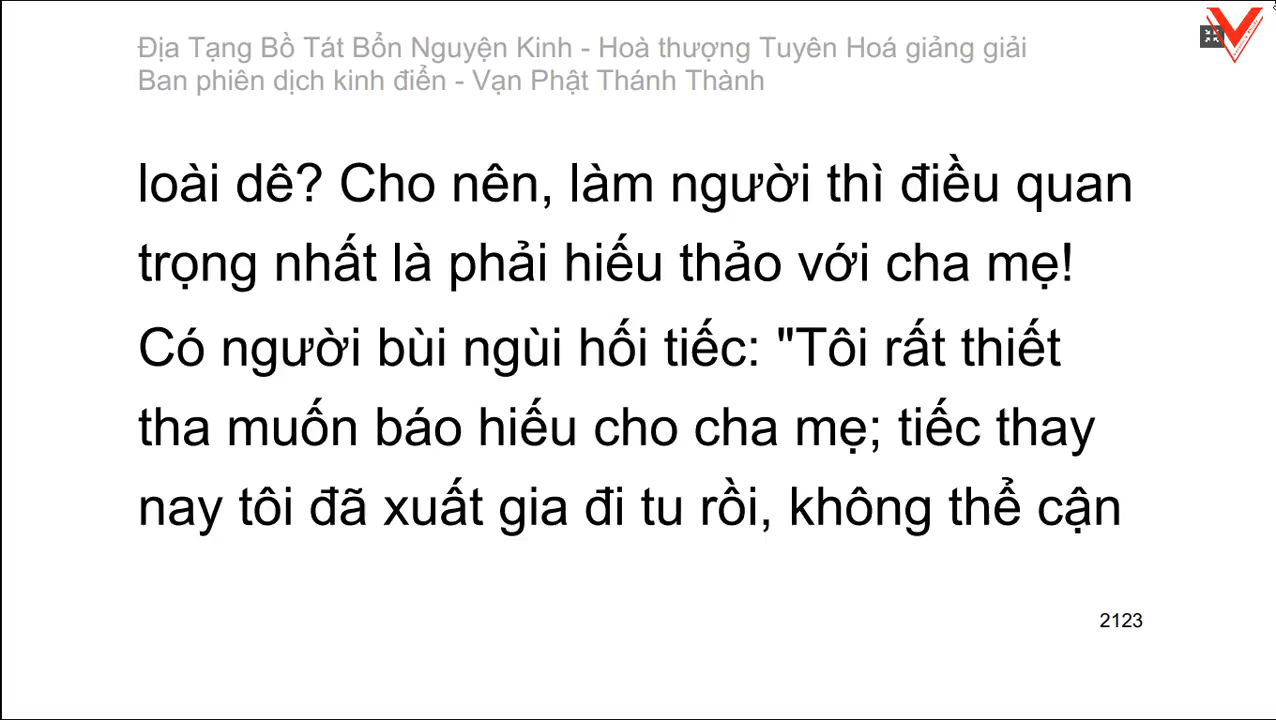 Địa Tạng Bồ Tát Bổn Nguyện Kinh - Hoà thượng Tuyên Hoá giảng giải
Ban phiên dịch kinh điển - Vạn Phật Thánh Thành
loài dê? Cho nên, làm người thì điều quan
trọng nhất là phải hiếu thảo với cha mẹ!
Có người bùi ngùi hối tiếc: "Tôi rất thiết
tha muốn báo hiếu cho cha mẹ; tiếc thay
nay tôi đã xuất gia đi tu rồi, không thể cận
2123